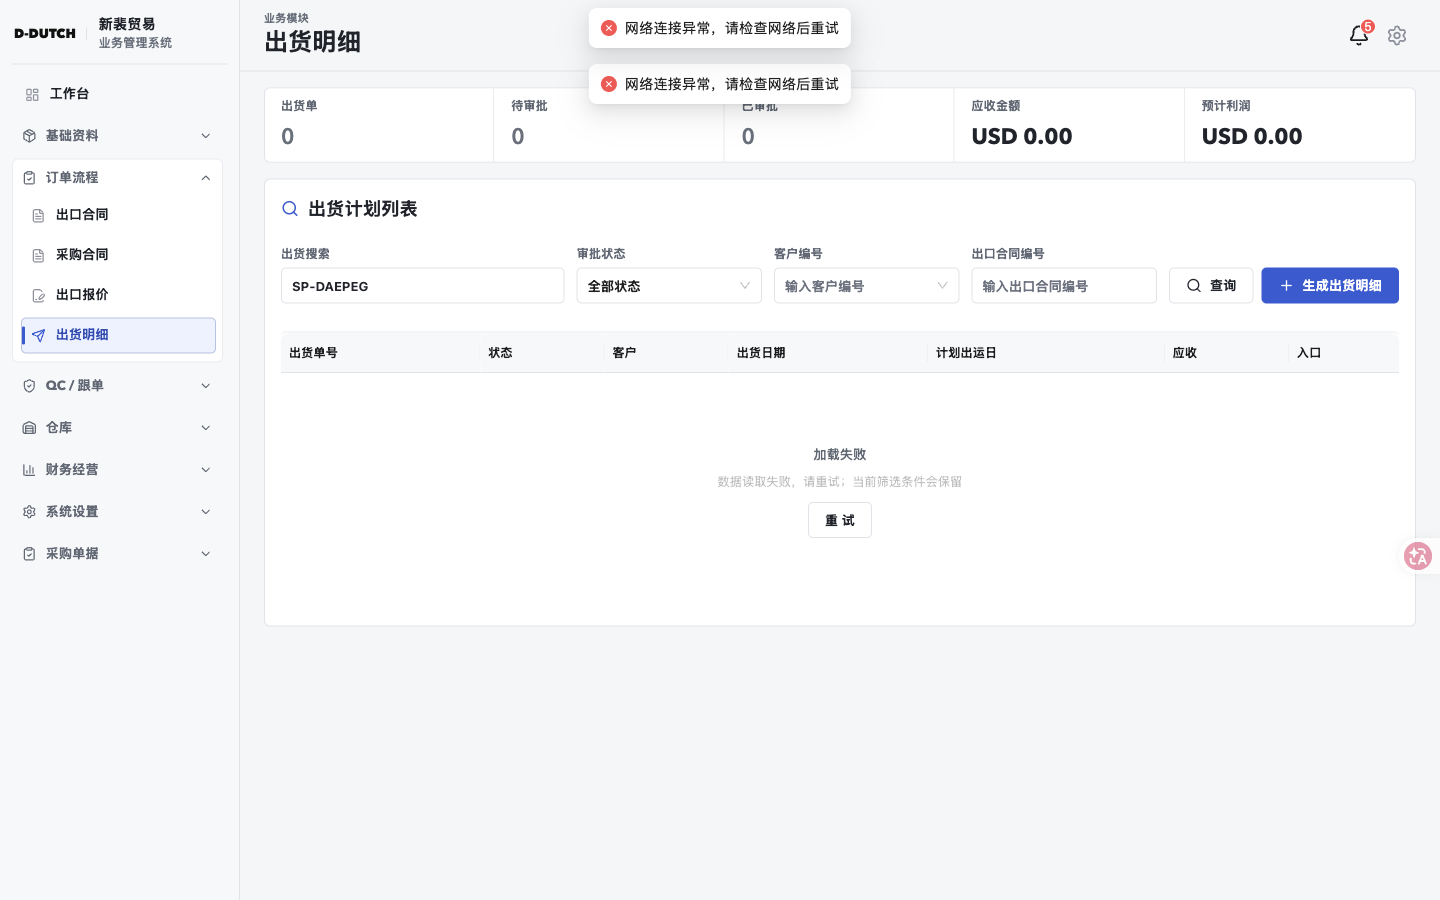 D-DUTCH
新裴贸易
业务管理系统
工作台
基础资料
订单流程
出口合同
采购合同
出口报价
出货明细
QC / 跟单
仓库
财务经营
系统设置
采购单据
业务模块
出货明细
网络连接异常，请检查网络后重试
网络连接异常，请检查网络后重试
5
出货单
0
待审批
0
已审批
0
应收金额
USD 0.00
预计利润
USD 0.00
出货计划列表
出货搜索
审批状态
客户编号
出口合同编号
SP-DAEPEG
全部状态
输入客户编号
输入出口合同编号
查询
生成出货明细
出货单号
状态
客户
出货日期
计划出运日
应收
入口
加载失败
数据读取失败，请重试；当前筛选条件会保留
重 试